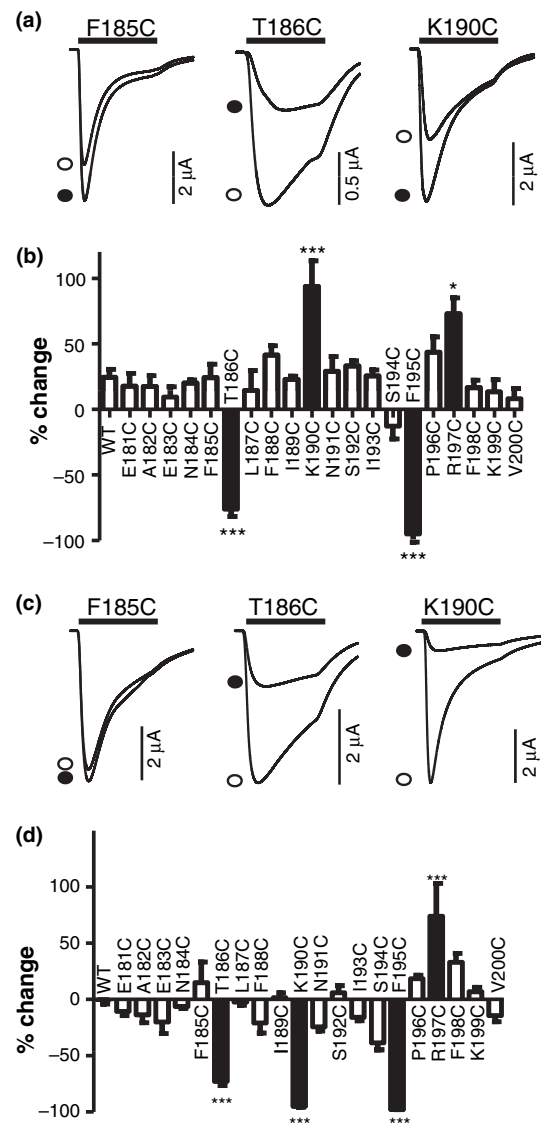 (a)
F185C T186C K190C
2 µA 0.5 µA 2 µA
(b)
% change
100
50
0
−50
−100
WT E181C A182C E183C N184C F185C T186C L187C F188C I189C K190C N191C S192C I193C S194C F195C P196C R197C F198C K199C V200C
*** *** *** *
(c)
F185C T186C K190C
2 µA 2 µA 2 µA
(d)
% change
100
50
0
−50
−100
WT E181C A182C E183C N184C F185C T186C L187C F188C I189C K190C N191C S192C I193C S194C F195C P196C R197C F198C K199C V200C
*** *** *** ***